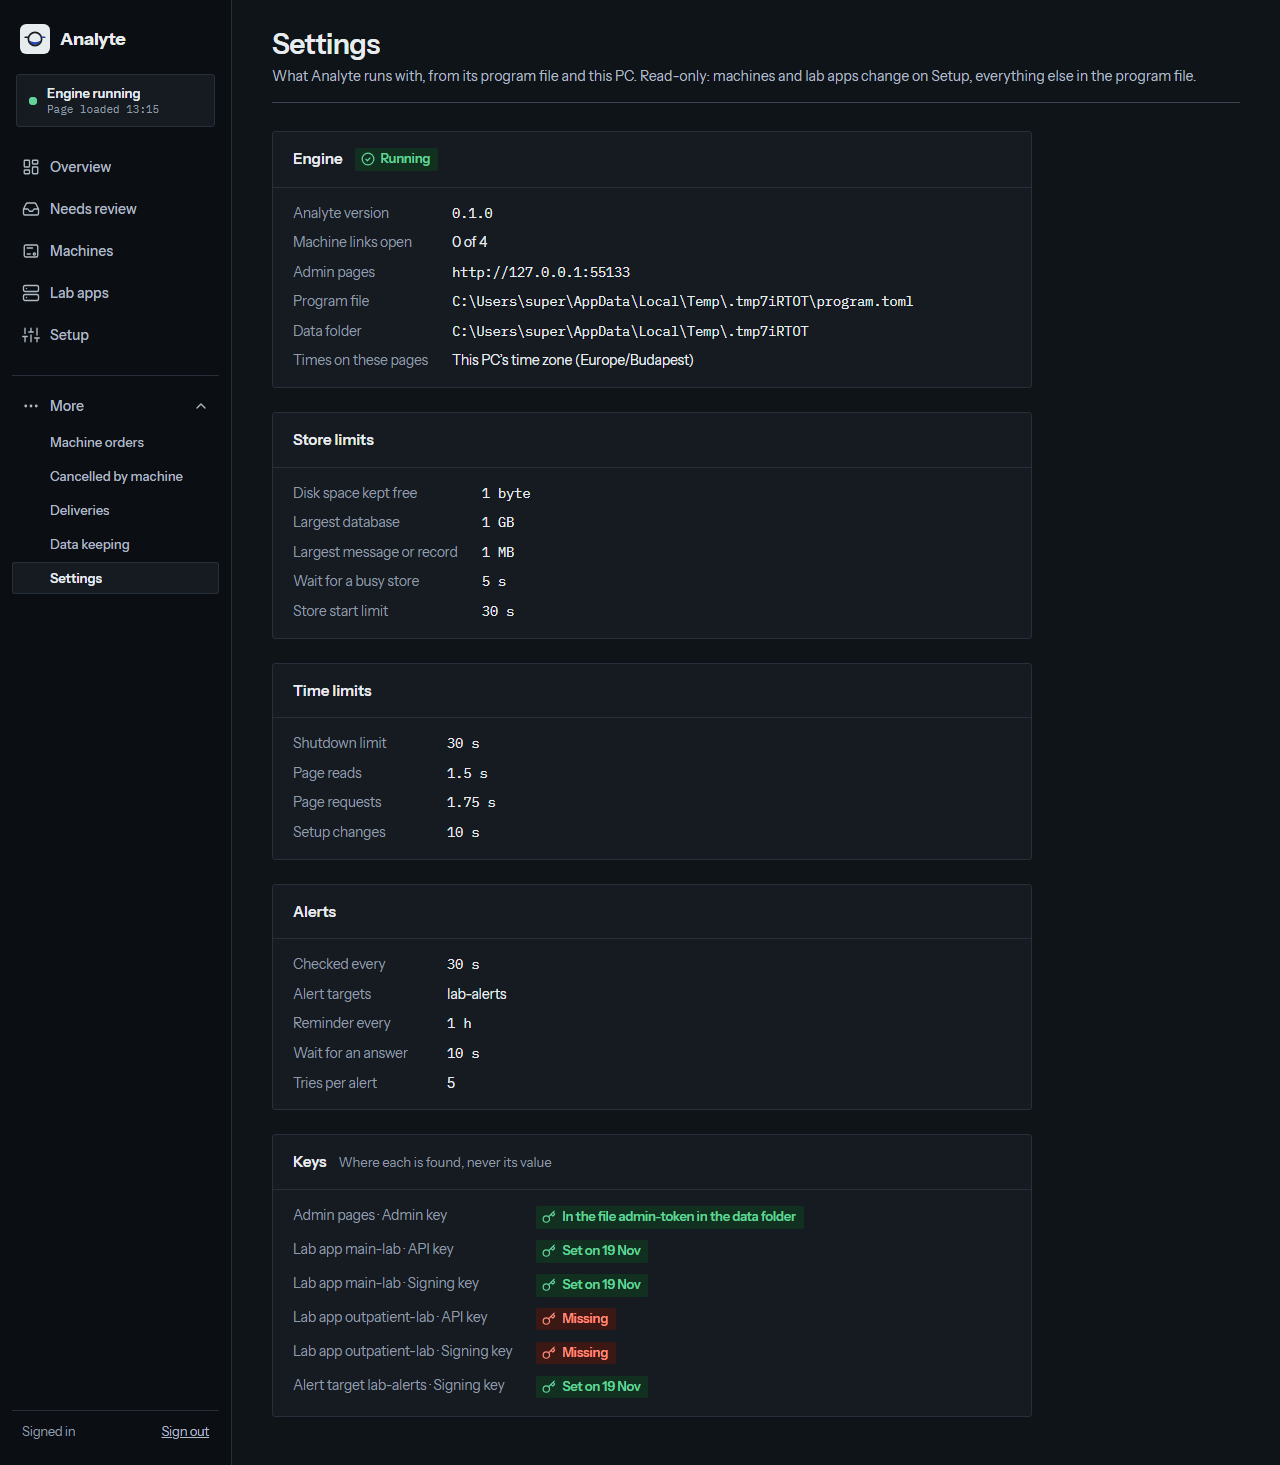 Analyte
Engine running
Page loaded 13:15
Overview
Needs review
Machines
Lab apps
Setup
More
Machine orders
Cancelled by machine
Deliveries
Data keeping
Settings
Signed in
Sign out
Settings
What Analyte runs with, from its program file and this PC. Read-only: machines and lab apps change on Setup, everything else in the program file.
Engine Running
Analyte version 0.1.0
Machine links open 0 of 4
Admin pages http://127.0.0.1:55133
Program file C:\Users\super\AppData\Local\Temp\.tmp7iRTOT\program.toml
Data folder C:\Users\super\AppData\Local\Temp\.tmp7iRTOT
Times on these pages This PC's time zone (Europe/Budapest)
Store limits
Disk space kept free 1 byte
Largest database 1 GB
Largest message or record 1 MB
Wait for a busy store 5 s
Store start limit 30 s
Time limits
Shutdown limit 30 s
Page reads 1.5 s
Page requests 1.75 s
Setup changes 10 s
Alerts
Checked every 30 s
Alert targets lab-alerts
Reminder every 1 h
Wait for an answer 10 s
Tries per alert 5
Keys Where each is found, never its value
Admin pages · Admin key In the file admin-token in the data folder
Lab app main-lab · API key Set on 19 Nov
Lab app main-lab · Signing key Set on 19 Nov
Lab app outpatient-lab · API key Missing
Lab app outpatient-lab · Signing key Missing
Alert target lab-alerts · Signing key Set on 19 Nov